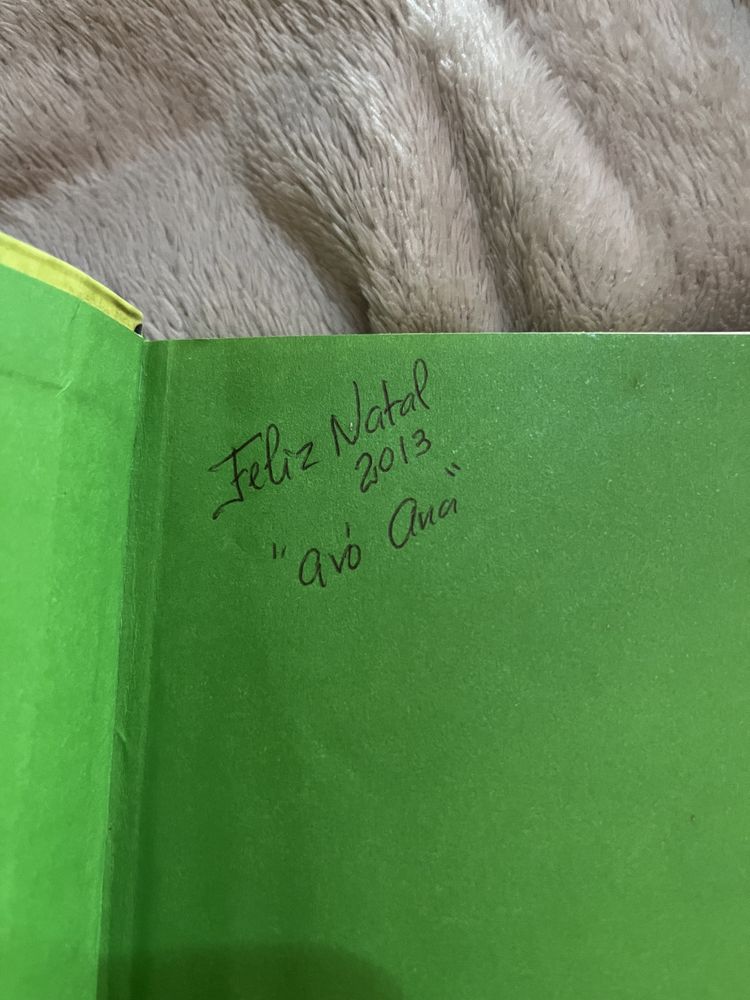 Feliz Natal
2013
"avó Ana"